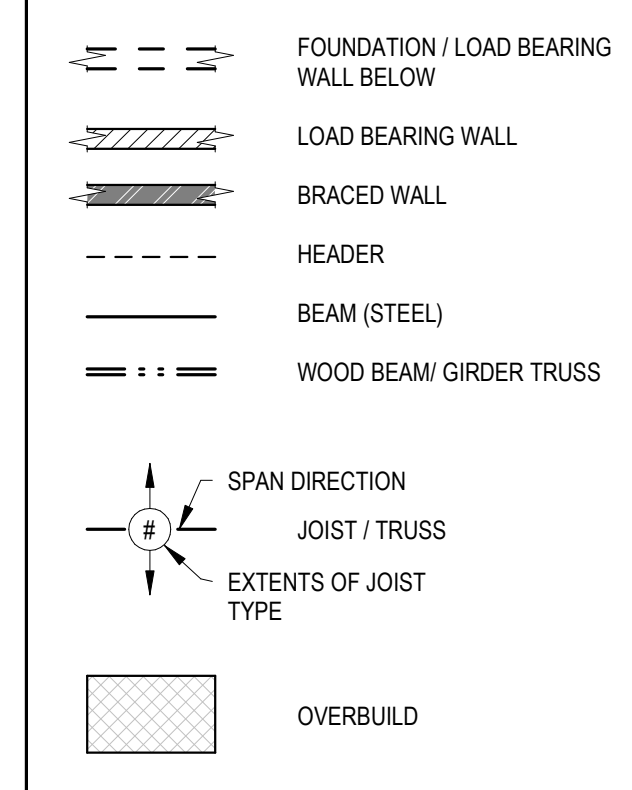 FOUNDATION / LOAD BEARING
WALL BELOW
LOAD BEARING WALL
BRACED WALL
HEADER
BEAM (STEEL)
WOOD BEAM/ GIRDER TRUSS
SPAN DIRECTION
#
JOIST / TRUSS
EXTENTS OF JOIST
TYPE
OVERBUILD